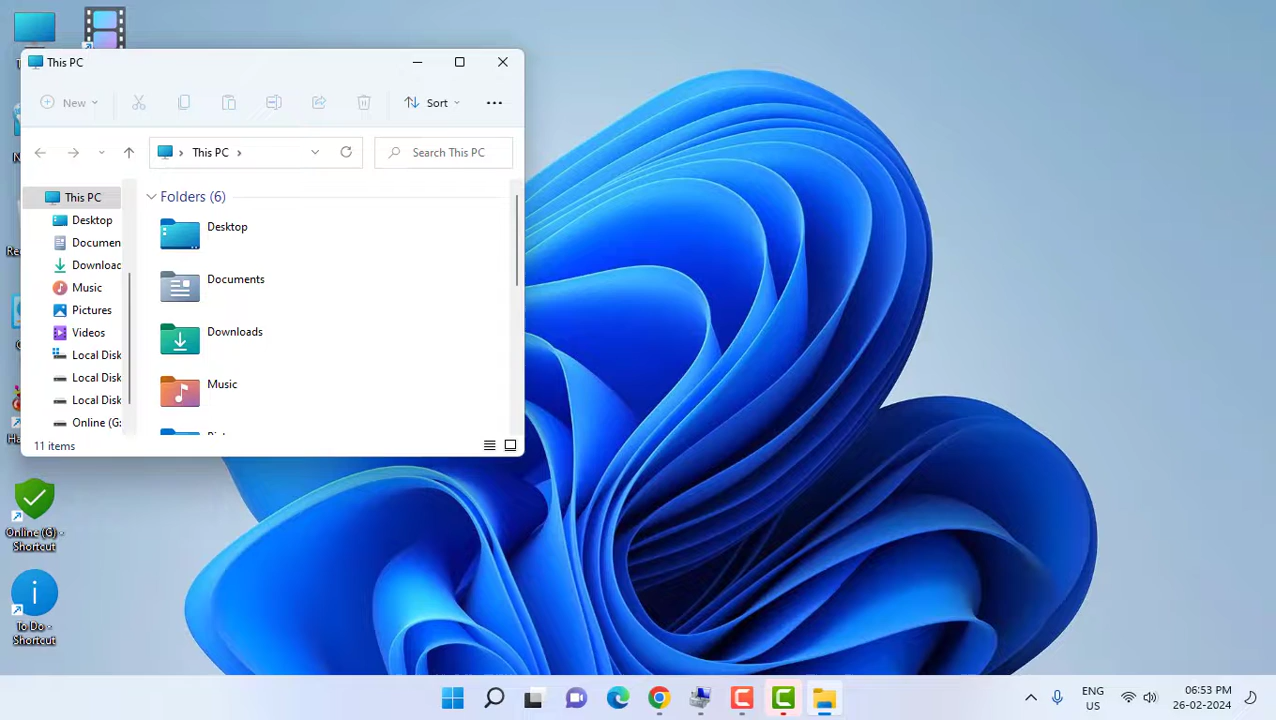 This PC
New
Sort
This PC
Search This PC
This PC
Desktop
Documen
Downloac
Music
Pictures
Videos
Local Disk
Local Disk
Local Disk
Online (G:
Folders (6)
Desktop
Documents
Downloads
Music
11 items
Online (G) -
Shortcut
To Do -
Shortcut
ENG
US
06:53 PM
26-02-2024